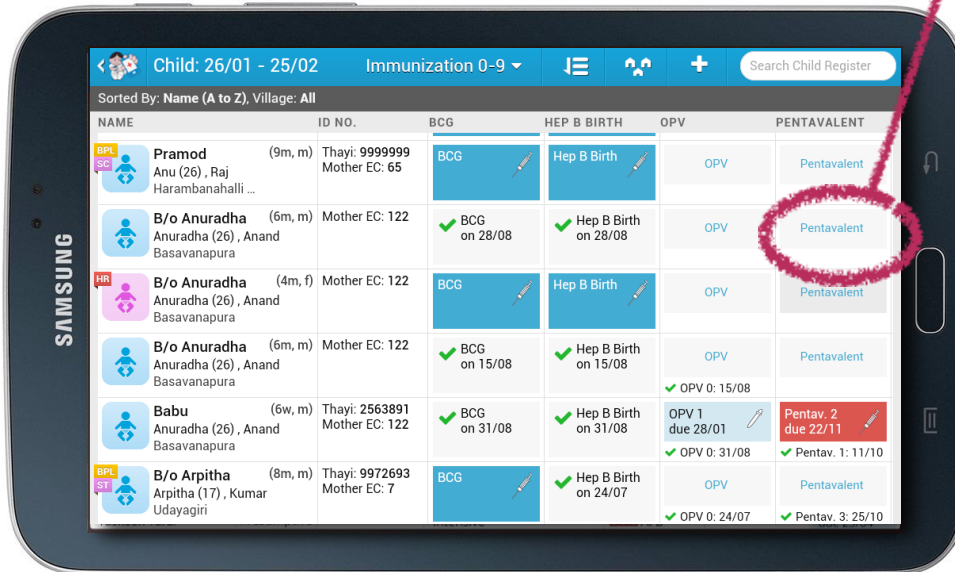 SAMSUNG
Child: 26/01 - 25/02
Immunization 0-9
Search Child Register
Sorted By: Name (A to Z), Village: All
NAME ID NO. BCG HEP B BIRTH OPV PENTAVALENT
BPL
SC
Pramod (9m, m)
Anu (26) , Raj
Harambanahalli ...
Thayi: 9999999
Mother EC: 65
BCG
Hep B Birth
OPV
Pentavalent
B/o Anuradha (6m, m)
Anuradha (26) , Anand
Basavanapura
Mother EC: 122
BCG
on 28/08
Hep B Birth
on 28/08
OPV
Pentavalent
HR
B/o Anuradha (4m, f)
Anuradha (26) , Anand
Basavanapura
Mother EC: 122
BCG
Hep B Birth
OPV
Pentavalent
B/o Anuradha (6m, m)
Anuradha (26) , Anand
Basavanapura
Mother EC: 122
BCG
on 15/08
Hep B Birth
on 15/08
OPV
OPV 0: 15/08
Pentavalent
Babu (6w, m)
Anuradha (26) , Anand
Basavanapura
Thayi: 2563891
Mother EC: 122
BCG
on 31/08
Hep B Birth
on 31/08
OPV 1
due 28/01
OPV 0: 31/08
Pentav. 2
due 22/11
Pentav. 1: 11/10
BPL
ST
B/o Arpitha (8m, m)
Arpitha (17) , Kumar
Udayagiri
Thayi: 9972693
Mother EC: 7
BCG
Hep B Birth
on 24/07
OPV
OPV 0: 24/07
Pentavalent
Pentav. 3: 25/10